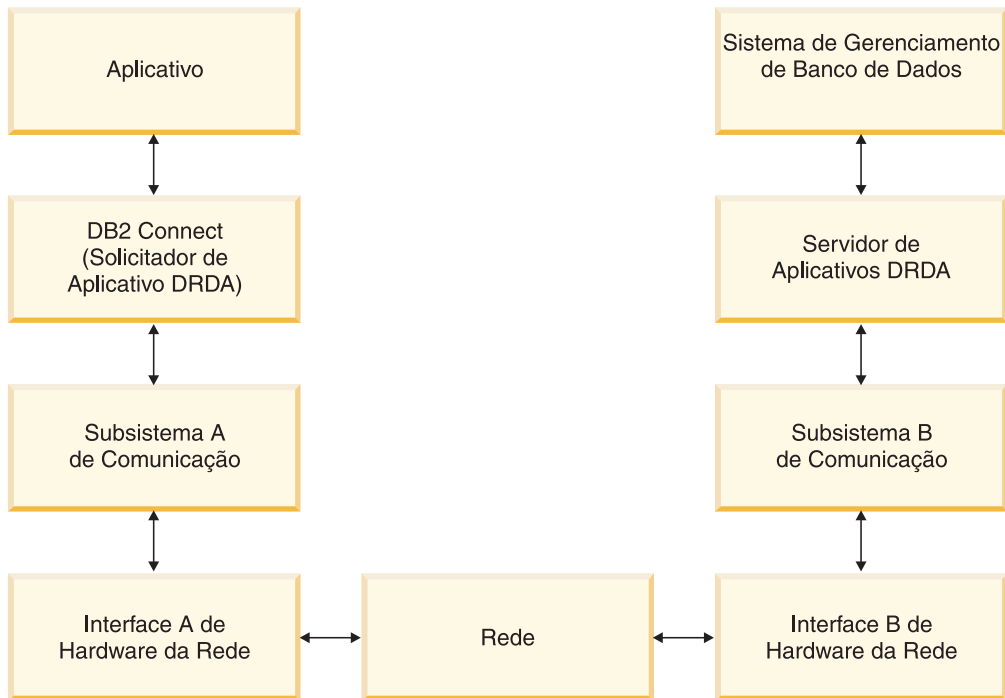 Aplicativo
Sistema de Gerenciamento
de Banco de Dados
DB2 Connect
(Solicitador de
Aplicativo DRDA)
Servidor de
Aplicativos DRDA
Subsistema A
de Comunicação
Subsistema B
de Comunicação
Interface A de
Hardware da Rede
Rede
Interface B de
Hardware da Rede